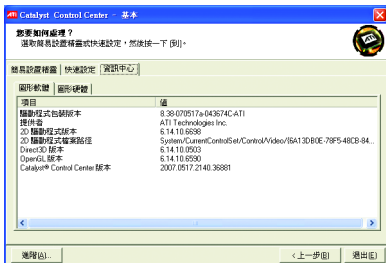 ATI Catalyst Control Center - 基本
您要如何處理？
選取簡易設置精靈或快速設定，然後按一下 [到]。
ATI
簡易設置精靈 快速設定 資訊中心
圖形軟體 圖形硬體
項目 值
驅動程式包裝版本 8.38-070517a-043674C-ATI
提供者 ATI Technologies Inc.
2D 驅動程式版本 6.14.10.6698
2D 驅動程式檔案路徑 System/CurrentControlSet/Control/Video/{6A13DB0E-78F5-48CB-84...
Direct3D 版本 6.14.10.0503
OpenGL 版本 6.14.10.6590
Catalyst® Control Center 版本 2007.0517.2140.36881
進階(A)... <上一步(B) 退出(E)